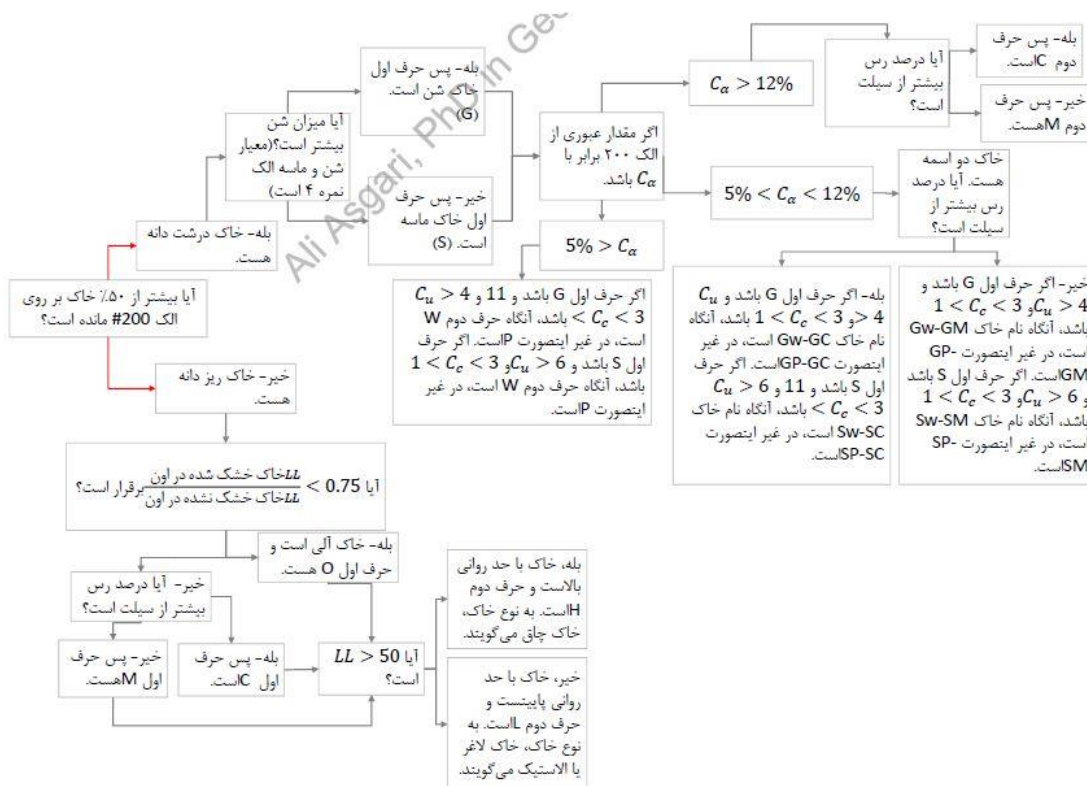 Ali Asgari, PhD in Geo
آیا بیشتر از ۵۰٪ خاک بر روی
الک 200# مانده است؟
بله- خاک درشت دانه
هست.
آیا میزان شن
بیشتر است؟(معیار
شن و ماسه الک
نمره ۴ است)
بله- پس حرف اول
خاک شن است.
(G)
خیر- پس حرف
اول خاک ماسه
است. (S)
اگر مقدار عبوری از
الک ۲۰۰ برابر با
Cα باشد.
Cα > 12%
آیا درصد رس
بیشتر از سیلت
است؟
بله- پس حرف
دوم Cاست.
خیر- پس حرف
دوم Mهست.
5% < Cα < 12%
خاک دو اسمه
هست. آیا درصد
رس بیشتر از
سیلت است؟
5% > Cα
اگر حرف اول G باشد و 11 و Cu > 4
< Cc < 3 باشد، آنگاه حرف دوم W
است، در غیر اینصورت Pاست. اگر حرف
اول S باشد و Cu > 6و 1 < Cc < 3
باشد، آنگاه حرف دوم W است، در غیر
اینصورت Pاست.
بله- اگر حرف اول G باشد و Cu
> 4و 1 < Cc < 3 باشد، آنگاه
نام خاک Gw-GC است، در غیر
اینصورت GP-GCاست. اگر حرف
اول S باشد و 11 و Cu > 6
< Cc < 3 باشد، آنگاه نام خاک
Sw-SC است، در غیر اینصورت
SP-SCاست.
خیر- اگر حرف اول G باشد و
Cu > 4و 1 < Cc < 3
باشد، آنگاه نام خاک Gw-GM
است، در غیر اینصورت GP-
GMاست. اگر حرف اول S باشد
و Cu > 6و 1 < Cc < 3
باشد، آنگاه نام خاک Sw-SM
است، در غیر اینصورت SP-
SMاست.
خیر- خاک ریز دانه
هست.
آیا LLخاک خشک شده در اون / LLخاک خشک نشده در اون < 0.75 برقرار است؟
بله- خاک آلی است و
حرف اول O هست.
خیر- آیا درصد رس
بیشتر از سیلت است؟
خیر- پس حرف
اول Mهست.
بله- پس حرف
اول Cاست.
آیا LL > 50
است؟
بله، خاک با حد روانی
بالاست و حرف دوم
Hاست. به نوع خاک،
خاک چاق می‌گویند.
خیر، خاک با حد
روانی پایینست و
حرف دوم Lاست. به
نوع خاک، خاک لاغر
یا الاستیک می‌گویند.